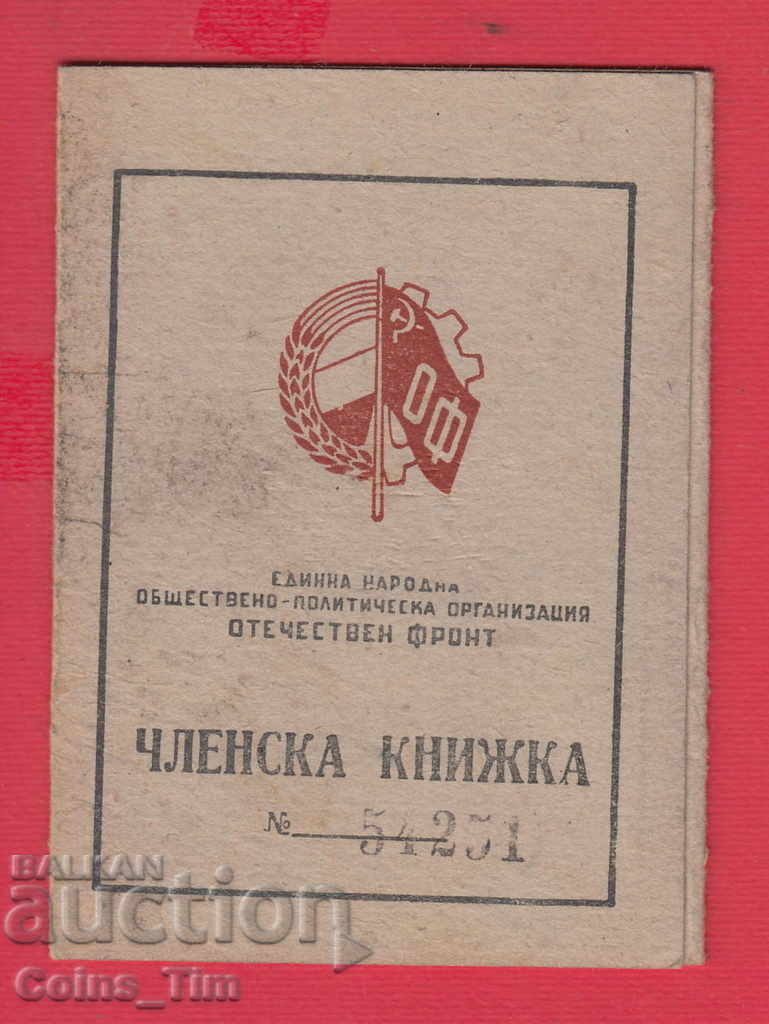 ОФ
ЕДИННА НАРОДНА
ОБЩЕСТВЕНО-ПОЛИТИЧЕСКА ОРГАНИЗАЦИЯ
ОТЕЧЕСТВЕН ФРОНТ
ЧЛЕНСКА КНИЖКА
№ 54251
BALKAN
auction
Coins_Tim